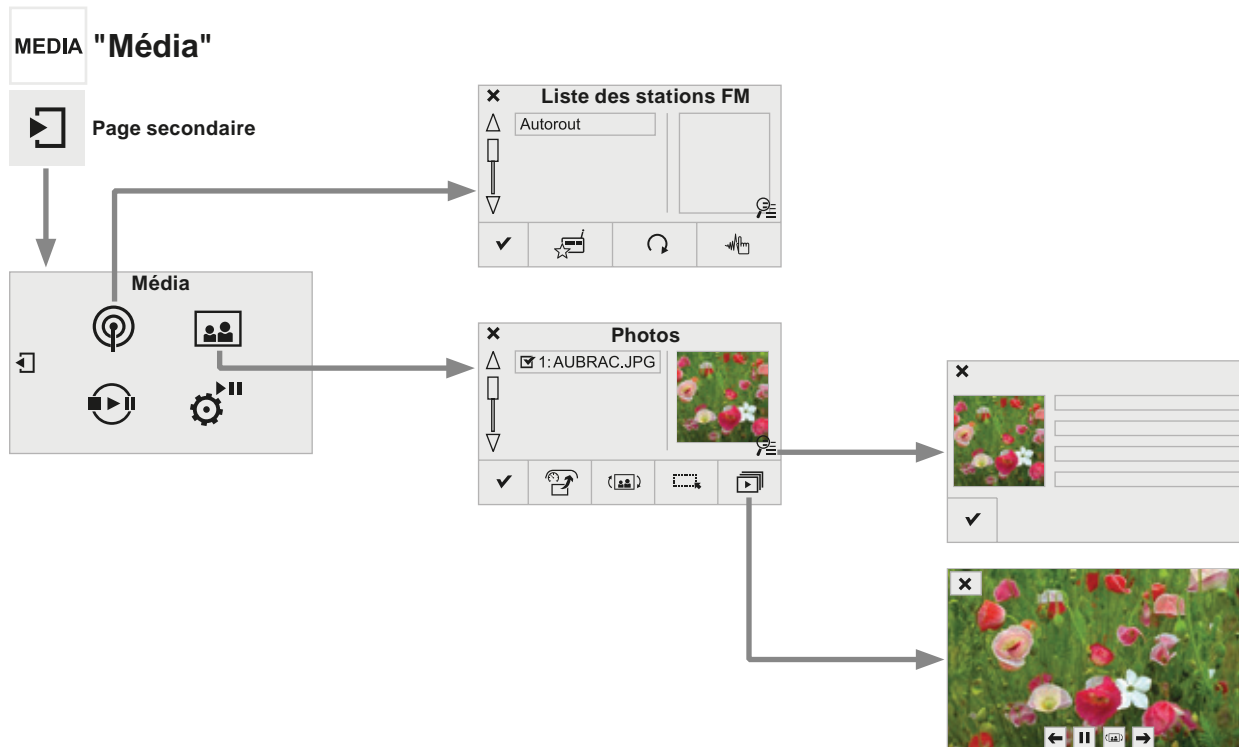 MEDIA "Média"
Page secondaire
Média
Liste des stations FM
Autorout
Photos
1: AUBRAC.JPG